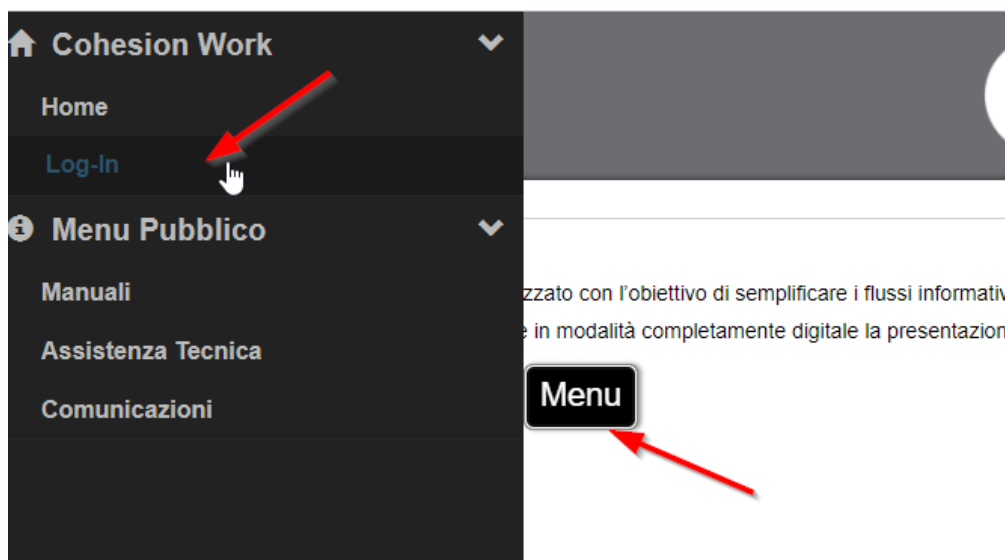 Cohesion Work
Home
Log-In
Menu Pubblico
Manuali
Assistenza Tecnica
Comunicazioni
zzato con l'obiettivo di semplificare i flussi informativ
in modalità completamente digitale la presentazion
Menu